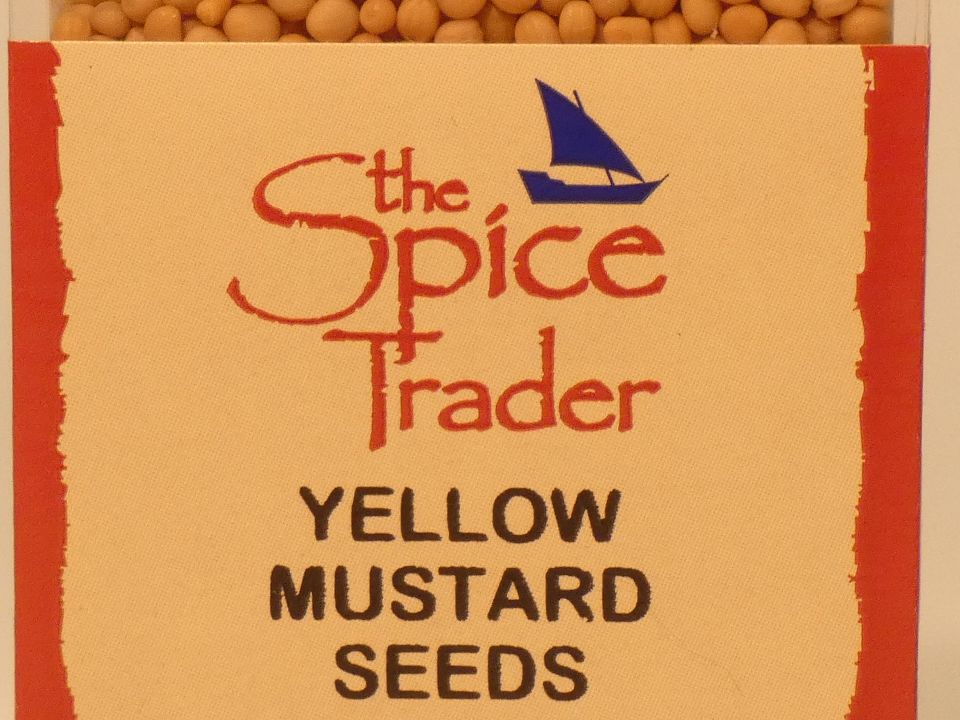 the
Spice
Trader
YELLOW
MUSTARD
SEEDS